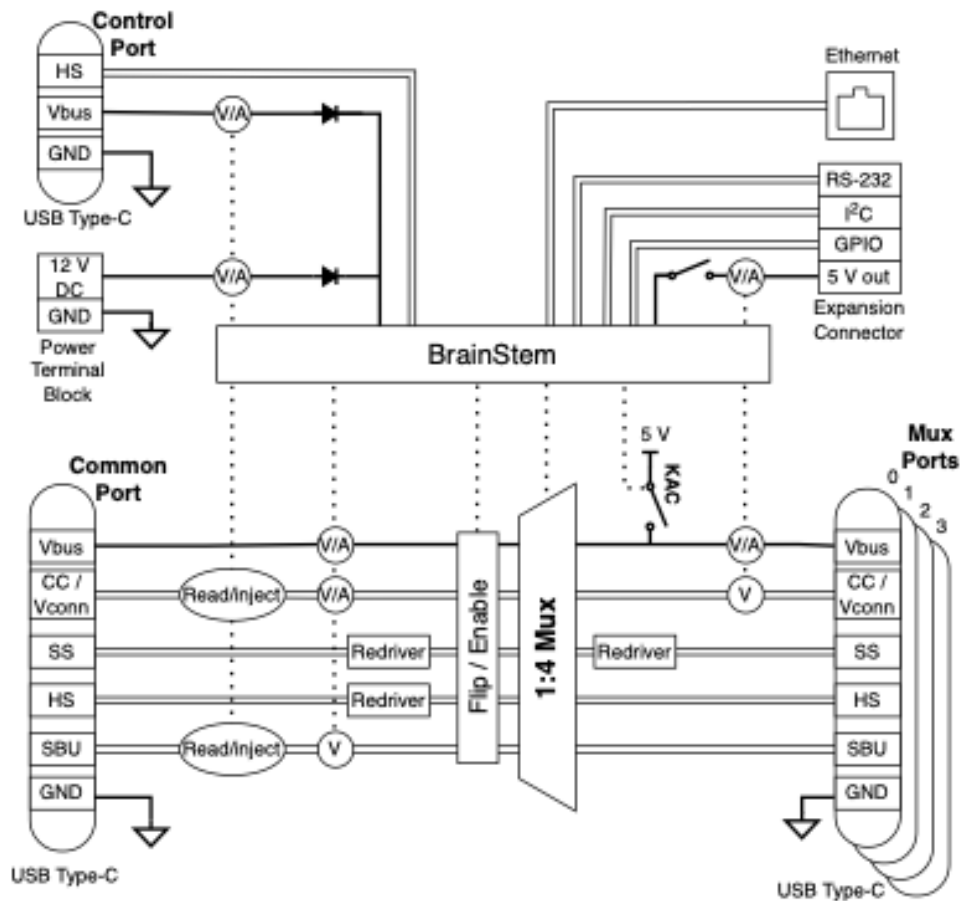 Control
Port
HS
Vbus
V/A
GND
USB Type-C
12 V
DC
V/A
GND
Power
Terminal
Block
Ethernet
RS-232
I²C
GPIO
V/A
5 V out
Expansion
Connector
BrainStem
5 V
KAC
Common
Port
Mux
Ports
0
1
2
3
Vbus
V/A
V/A
Vbus
CC /
Vconn
Read/Inject
V/A
V
CC /
Vconn
SS
Redriver
Flip / Enable
1:4 Mux
Redriver
SS
HS
Redriver
HS
SBU
Read/Inject
V
SBU
GND
GND
USB Type-C
USB Type-C